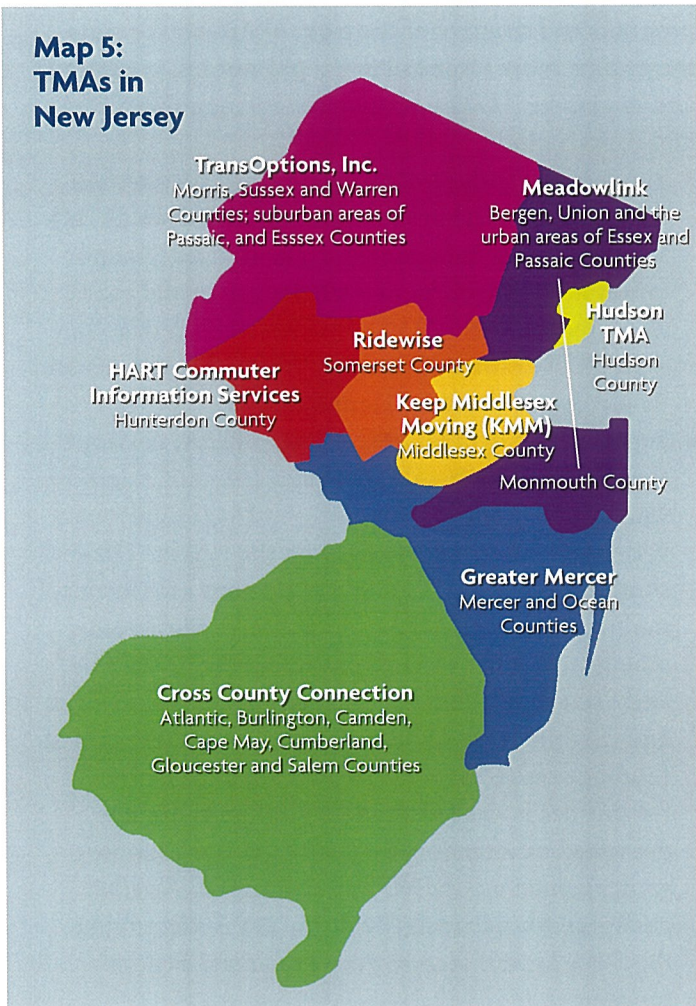 Map 5:
TMAs in
New Jersey
TransOptions, Inc.
Morris, Sussex and Warren
Counties; suburban areas of
Passaic, and Esssex Counties
Meadowlink
Bergen, Union and the
urban areas of Essex and
Passaic Counties
Hudson
TMA
Hudson
County
Ridewise
Somerset County
HART Commuter
Information Services
Hunterdon County
Keep Middlesex
Moving (KMM)
Middlesex County
Monmouth County
Greater Mercer
Mercer and Ocean
Counties
Cross County Connection
Atlantic, Burlington, Camden,
Cape May, Cumberland,
Gloucester and Salem Counties